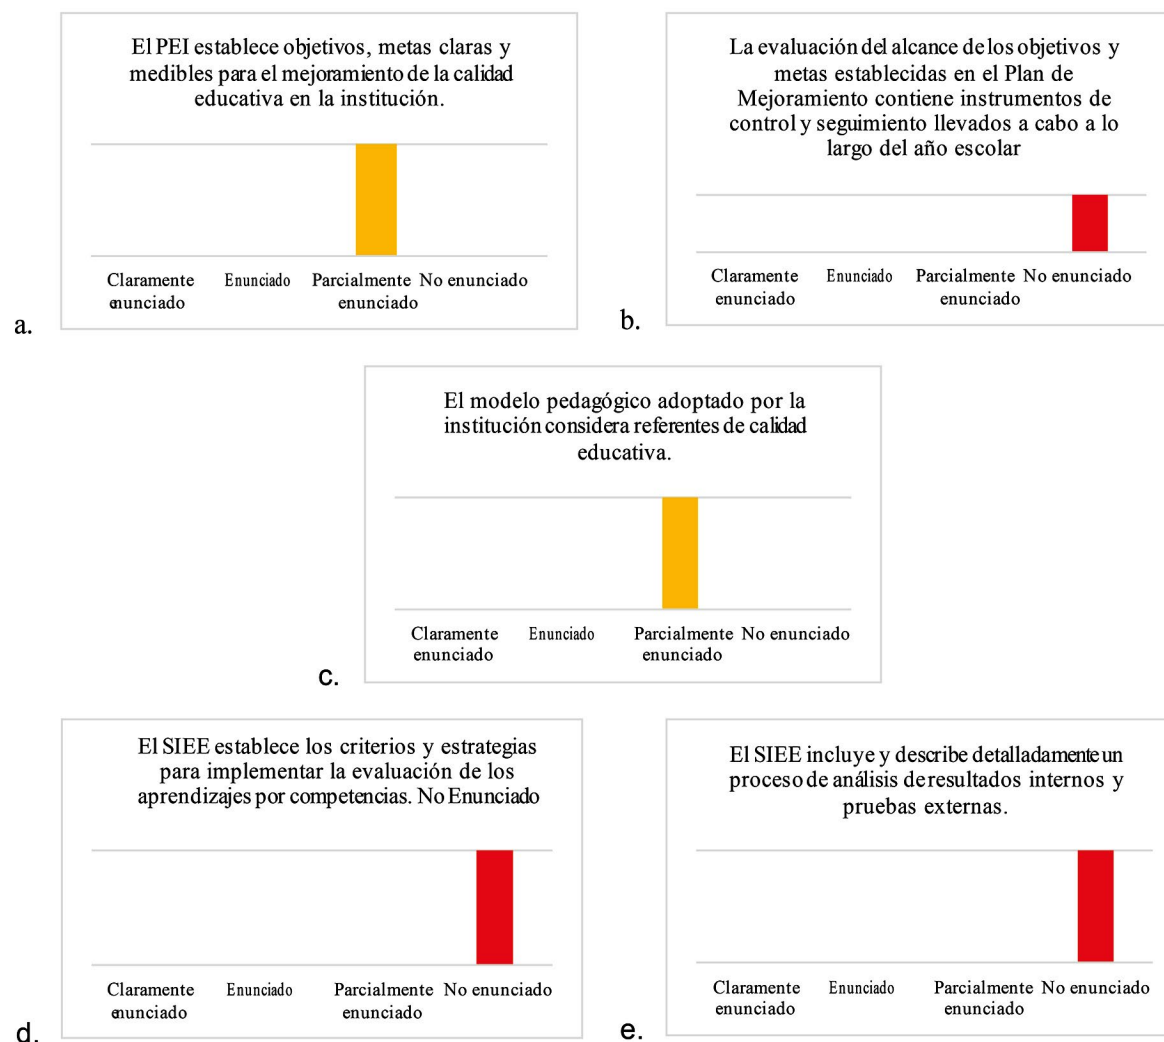 El PEI establece objetivos, metas claras y
medibles para el mejoramiento de la calidad
educativa en la institución.
Claramente Enunciado Parcialmente No enunciado
enunciado enunciado
a.
La evaluación del alcance de los objetivos y
metas establecidas en el Plan de
Mejoramiento contiene instrumentos de
control y seguimiento llevados a cabo a lo
largo del año escolar
Claramente Enunciado Parcialmente No enunciado
enunciado enunciado
b.
El modelo pedagógico adoptado por la
institución considera referentes de calidad
educativa.
Claramente Enunciado Parcialmente No enunciado
enunciado enunciado
c.
El SIEE establece los criterios y estrategias
para implementar la evaluación de los
aprendizajes por competencias. No Enunciado
Claramente Enunciado Parcialmente No enunciado
enunciado enunciado
d.
El SIEE incluye y describe detalladamente un
proceso de análisis de resultados internos y
pruebas externas.
Claramente Enunciado Parcialmente No enunciado
enunciado enunciado
e.